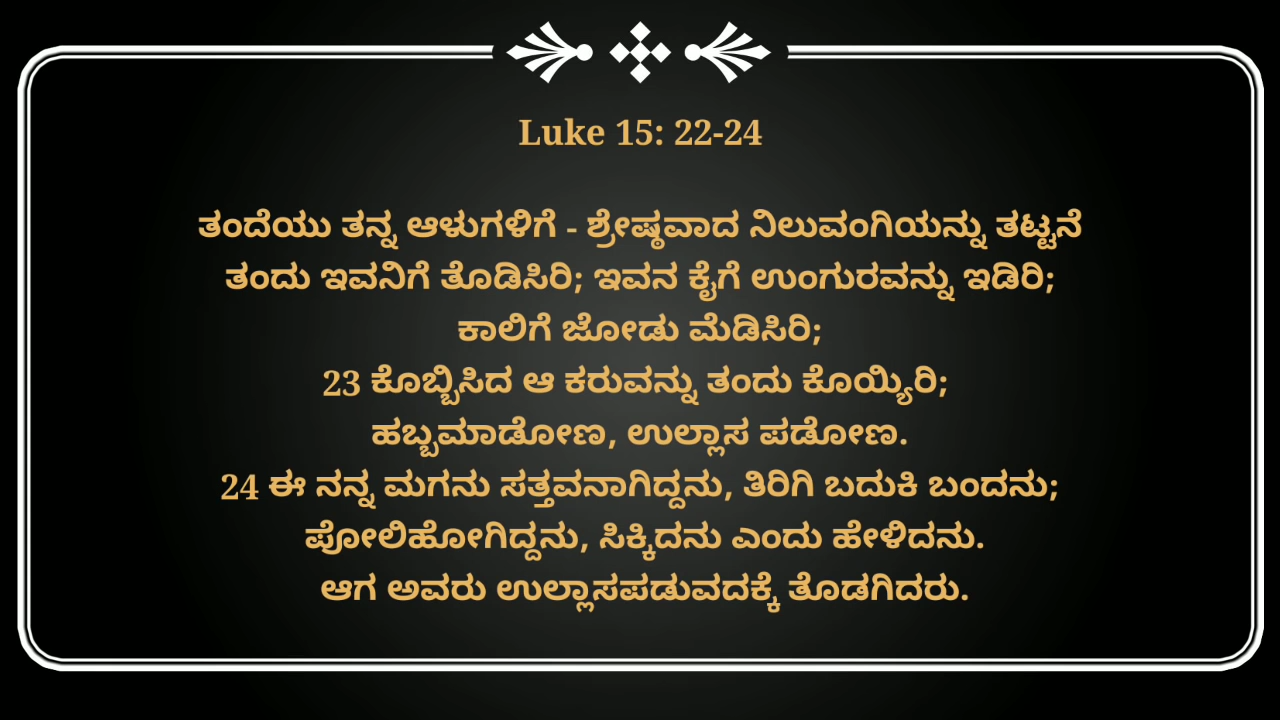 Luke 15: 22-24
ತಂದೆಯು ತನ್ನ ಆಳುಗಳಿಗೆ - ಶ್ರೇಷ್ಠವಾದ ನಿಲುವಂಗಿಯನ್ನು ತಟ್ಟನೆ
ತಂದು ಇವನಿಗೆ ತೊಡಿಸಿರಿ; ಇವನ ಕೈಗೆ ಉಂಗುರವನ್ನು ಇಡಿರಿ;
ಕಾಲಿಗೆ ಜೋಡು ಮೆಡಿಸಿರಿ;
23 ಕೊಬ್ಬಿಸಿದ ಆ ಕರುವನ್ನು ತಂದು ಕೊಯ್ಯಿರಿ;
ಹಬ್ಬಮಾಡೋಣ, ಉಲ್ಲಾಸ ಪಡೋಣ.
24 ಈ ನನ್ನ ಮಗನು ಸತ್ತವನಾಗಿದ್ದನು, ತಿರಿಗಿ ಬದುಕಿ ಬಂದನು;
ಪೋಲಿಹೋಗಿದ್ದನು, ಸಿಕ್ಕಿದನು ಎಂದು ಹೇಳಿದನು.
ಆಗ ಅವರು ಉಲ್ಲಾಸಪಡುವದಕ್ಕೆ ತೊಡಗಿದರು.